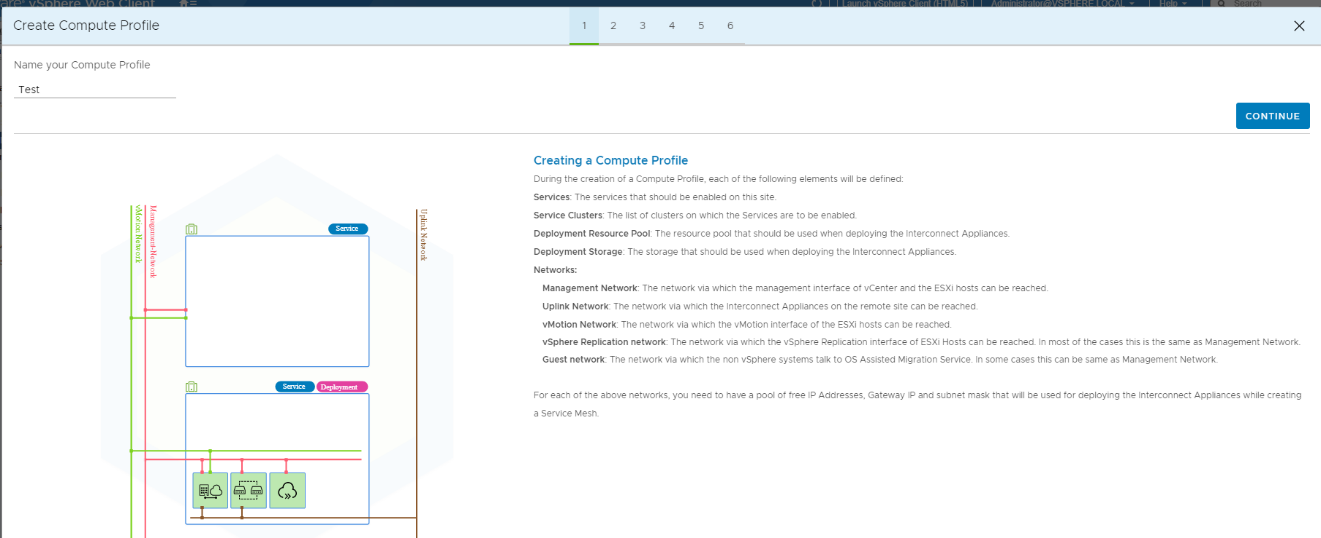 vSphere Web Client
Launch vSphere Client (HTML5)
Administrator@VSPHERE.LOCAL
Help
Search
Create Compute Profile
1
2
3
4
5
6
Name your Compute Profile
Test
CONTINUE
vMotion Network
Management-Network
Uplink Network
Service
Service
Deployment
Creating a Compute Profile
During the creation of a Compute Profile, each of the following elements will be defined:
Services: The services that should be enabled on this site.
Service Clusters: The list of clusters on which the Services are to be enabled.
Deployment Resource Pool: The resource pool that should be used when deploying the Interconnect Appliances.
Deployment Storage: The storage that should be used when deploying the Interconnect Appliances.
Networks:
Management Network: The network via which the management interface of vCenter and the ESXi hosts can be reached.
Uplink Network: The network via which the Interconnect Appliances on the remote site can be reached.
vMotion Network: The network via which the vMotion interface of the ESXi hosts can be reached.
vSphere Replication network: The network via which the vSphere Replication interface of ESXi Hosts can be reached. In most of the cases this is the same as Management Network.
Guest network: The network via which the non vSphere systems talk to OS Assisted Migration Service. In some cases this can be same as Management Network.
For each of the above networks, you need to have a pool of free IP Addresses, Gateway IP and subnet mask that will be used for deploying the Interconnect Appliances while creating
a Service Mesh.